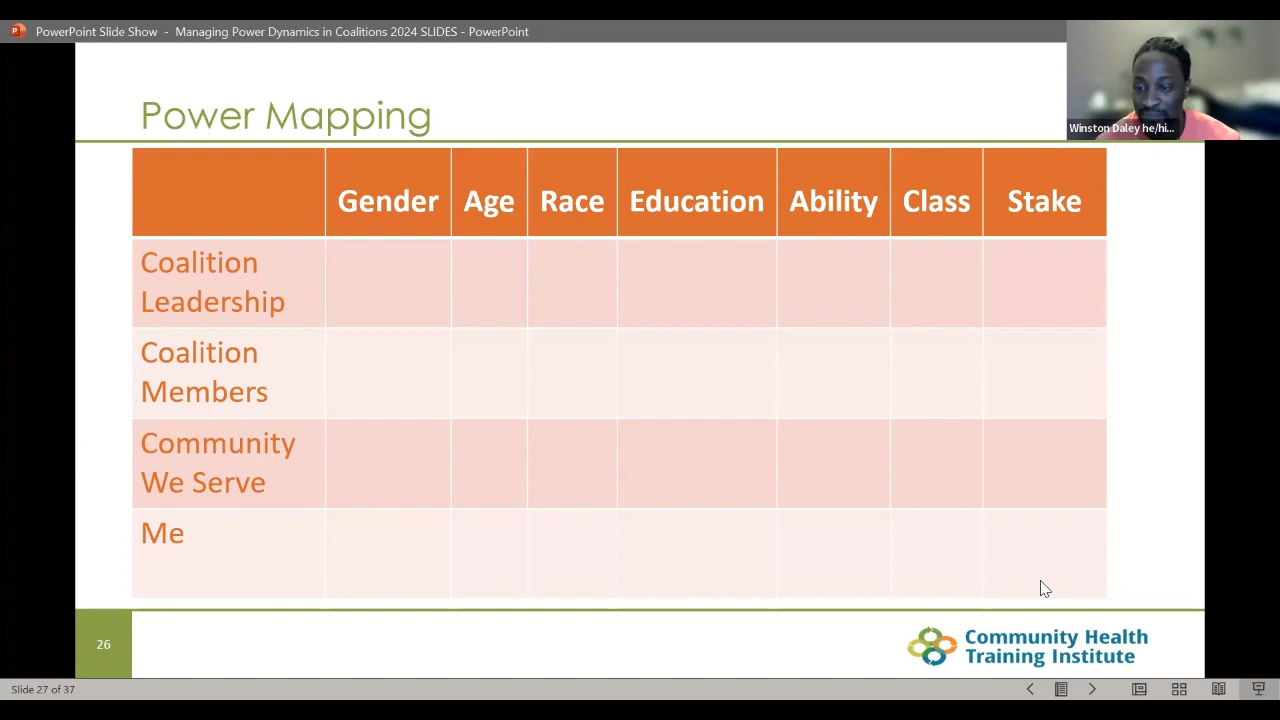 PowerPoint Slide Show - Managing Power Dynamics in Coalitions 2024 SLIDES - PowerPoint
Winston Daley he/hi...
Power Mapping
Gender Age Race Education Ability Class Stake
Coalition
Leadership
Coalition
Members
Community
We Serve
Me
26
Community Health
Training Institute
Slide 27 of 37